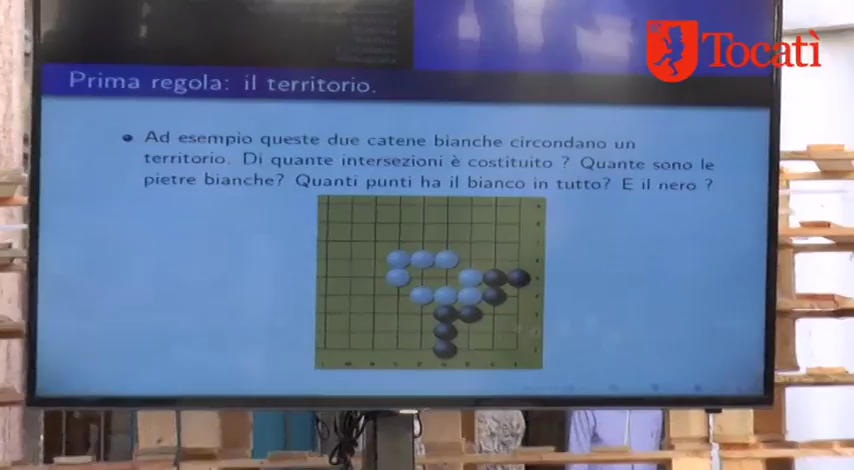 Tocatì
Prima regola: il territorio.
Ad esempio queste due catene bianche circondano un
territorio. Di quante intersezioni è costituito ? Quante sono le
pietre bianche? Quanti punti ha il bianco in tutto? E il nero ?